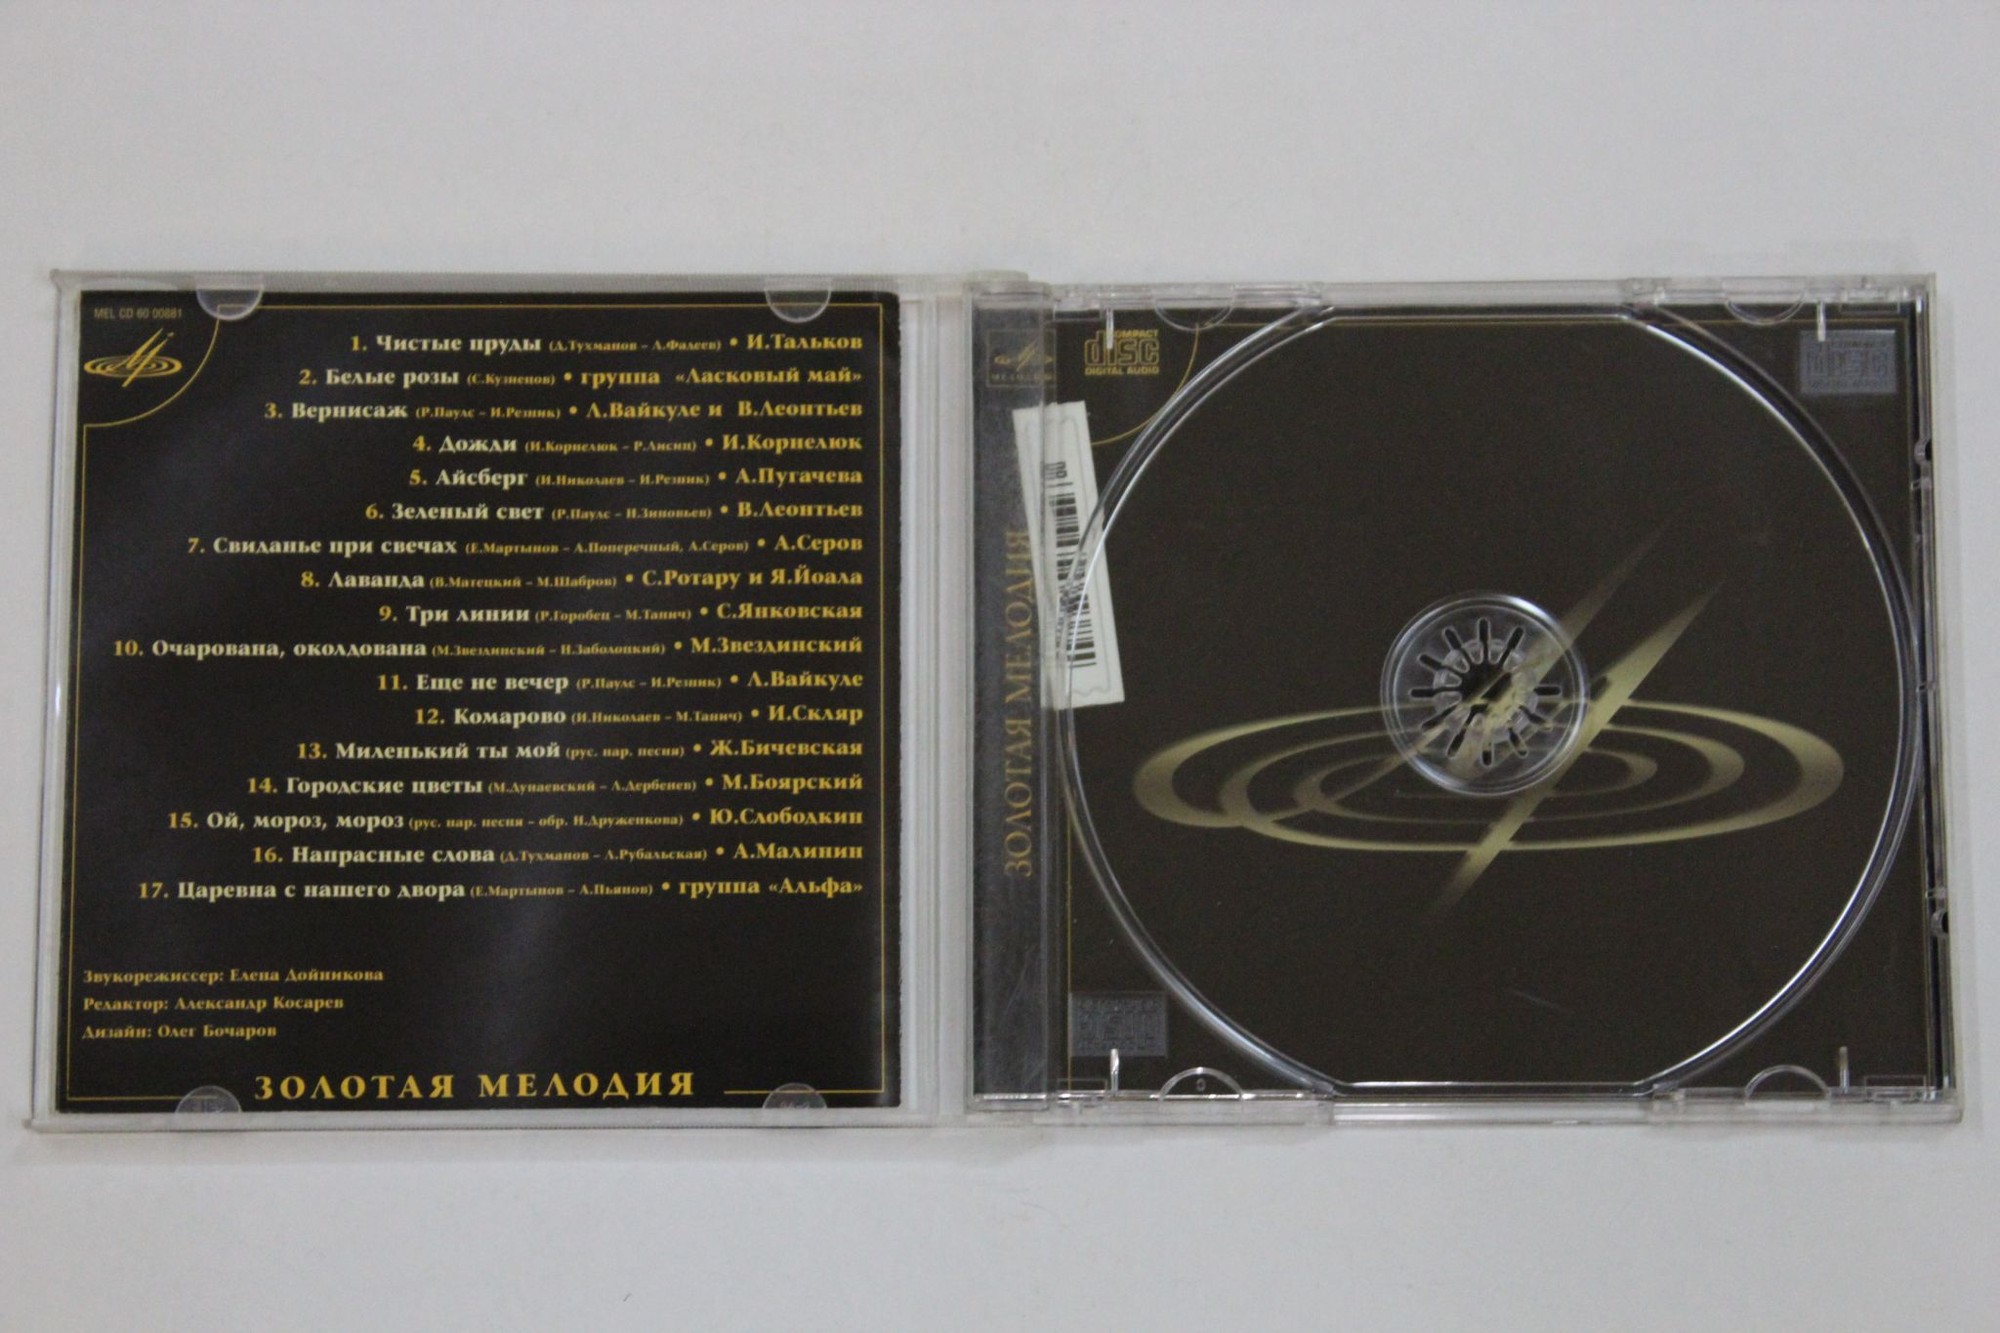 MEL CD 60 00881
1. Чистые пруды (Д.Тухманов – Л.Фадеев) • И.Тальков
2. Белые розы (С.Кузнецов) • группа «Ласковый май»
3. Вернисаж (Р.Паулс – И.Резник) • Л.Вайкуле и В.Леонтьев
4. Дожди (И.Корнелюк – Р.Лисиц) • И.Корнелюк
5. Айсберг (И.Николаев – И.Резник) • А.Пугачева
6. Зеленый свет (Р.Паулс – Н.Зиновьев) • В.Леонтьев
7. Свиданье при свечах (Е.Мартынов – А.Поперечный, А.Серов) • А.Серов
8. Лаванда (В.Матецкий – М.Шабров) • С.Ротару и Я.Йоала
9. Три линии (Р.Горобец – М.Танич) • С.Янковская
10. Очарована, околдована (М.Звездинский – Н.Заболоцкий) • М.Звездинский
11. Еще не вечер (Р.Паулс – И.Резник) • Л.Вайкуле
12. Комарово (И.Николаев – М.Танич) • И.Скляр
13. Миленький ты мой (рус. нар. песня) • Ж.Бичевская
14. Городские цветы (М.Дунаевский – Л.Дербенев) • М.Боярский
15. Ой, мороз, мороз (рус. нар. песня – обр. Н.Друженкова) • Ю.Слободкин
16. Напрасные слова (Д.Тухманов – Л.Рубальская) • А.Малинин
17. Царевна с нашего двора (Е.Мартынов – А.Пьянов) • группа «Альфа»
Звукорежиссер: Елена Дойникова
Редактор: Александр Косарев
Дизайн: Олег Бочаров
ЗОЛОТАЯ МЕЛОДИЯ
МЕЛОДИЯ
ЗОЛОТАЯ МЕЛОДИЯ
COMPACT
disc
DIGITAL AUDIO